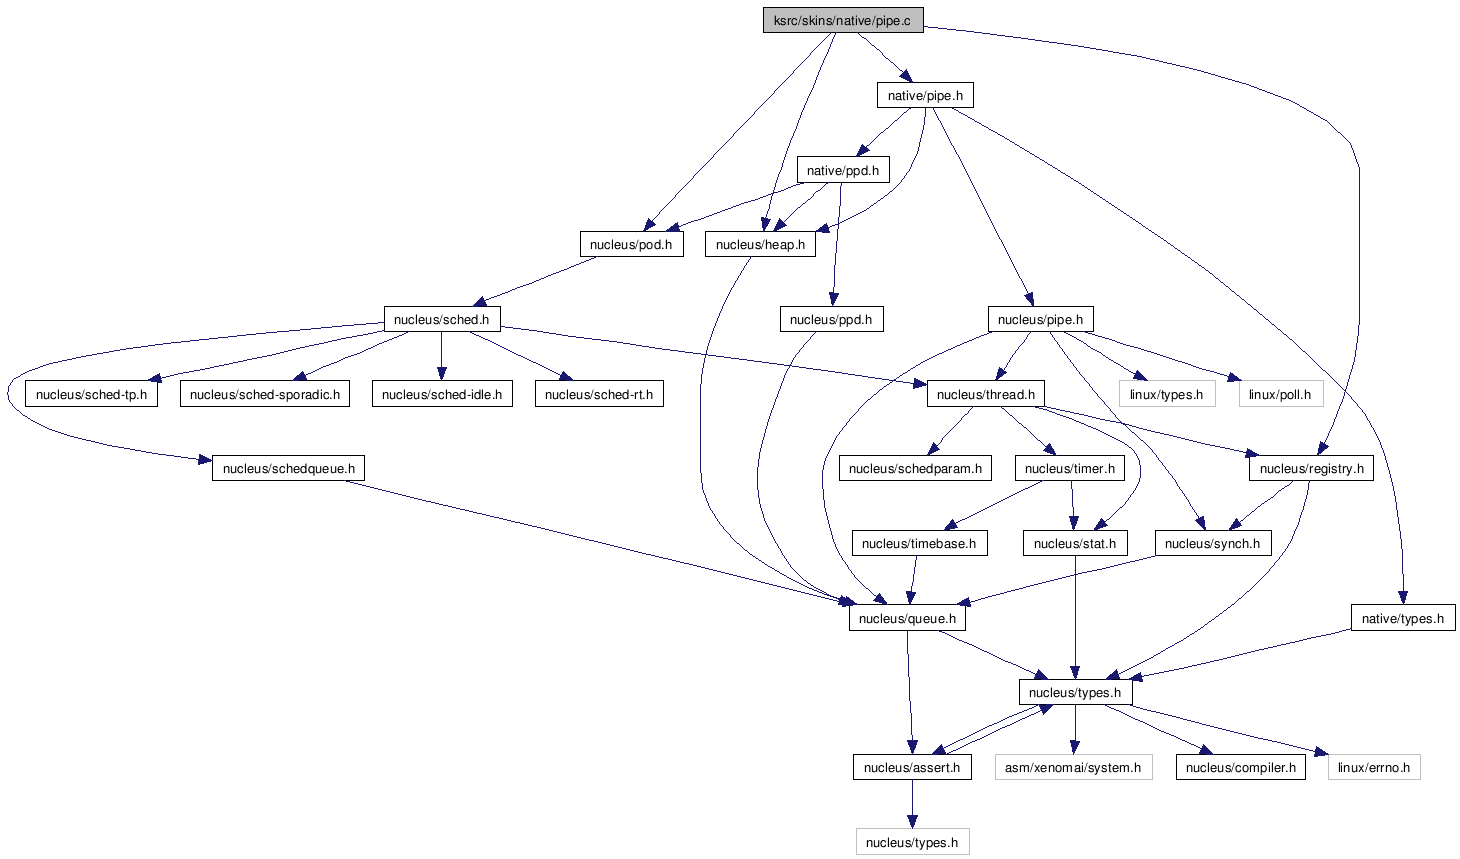 ksrc/skins/native/pipe.c
native/pipe.h
native/ppd.h
nucleus/pod.h
nucleus/heap.h
nucleus/sched.h
nucleus/ppd.h
nucleus/pipe.h
nucleus/sched-tp.h
nucleus/sched-sporadic.h
nucleus/sched-idle.h
nucleus/sched-rt.h
nucleus/thread.h
linux/types.h
linux/poll.h
nucleus/schedqueue.h
nucleus/schedparam.h
nucleus/timer.h
nucleus/registry.h
nucleus/timebase.h
nucleus/stat.h
nucleus/synch.h
nucleus/queue.h
native/types.h
nucleus/types.h
nucleus/assert.h
asm/xenomai/system.h
nucleus/compiler.h
linux/errno.h
nucleus/types.h